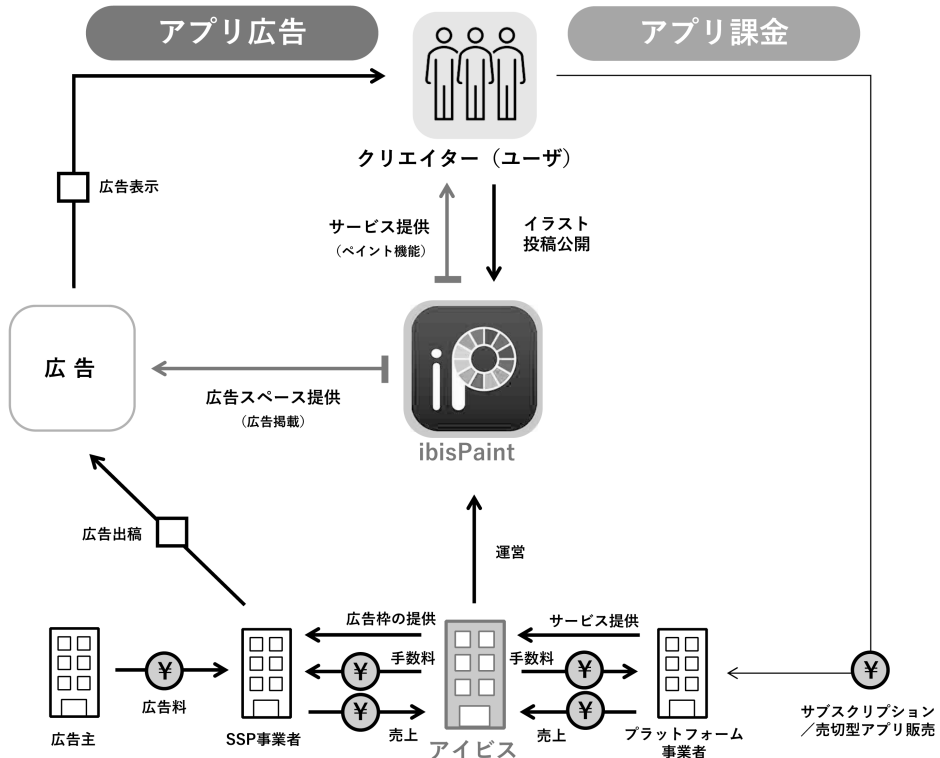 アプリ広告
アプリ課金
クリエイター（ユーザ）
広告表示
サービス提供
（ペイント機能）
イラスト
投稿公開
広 告
広告スペース提供
（広告掲載）
iP
ibisPaint
広告出稿
運営
広告枠の提供
サービス提供
手数料
手数料
¥
¥
¥
¥
広告料
¥
¥
売上
売上
広告主
SSP事業者
アイビス
プラットフォーム
事業者
サブスクリプション
／売切型アプリ販売